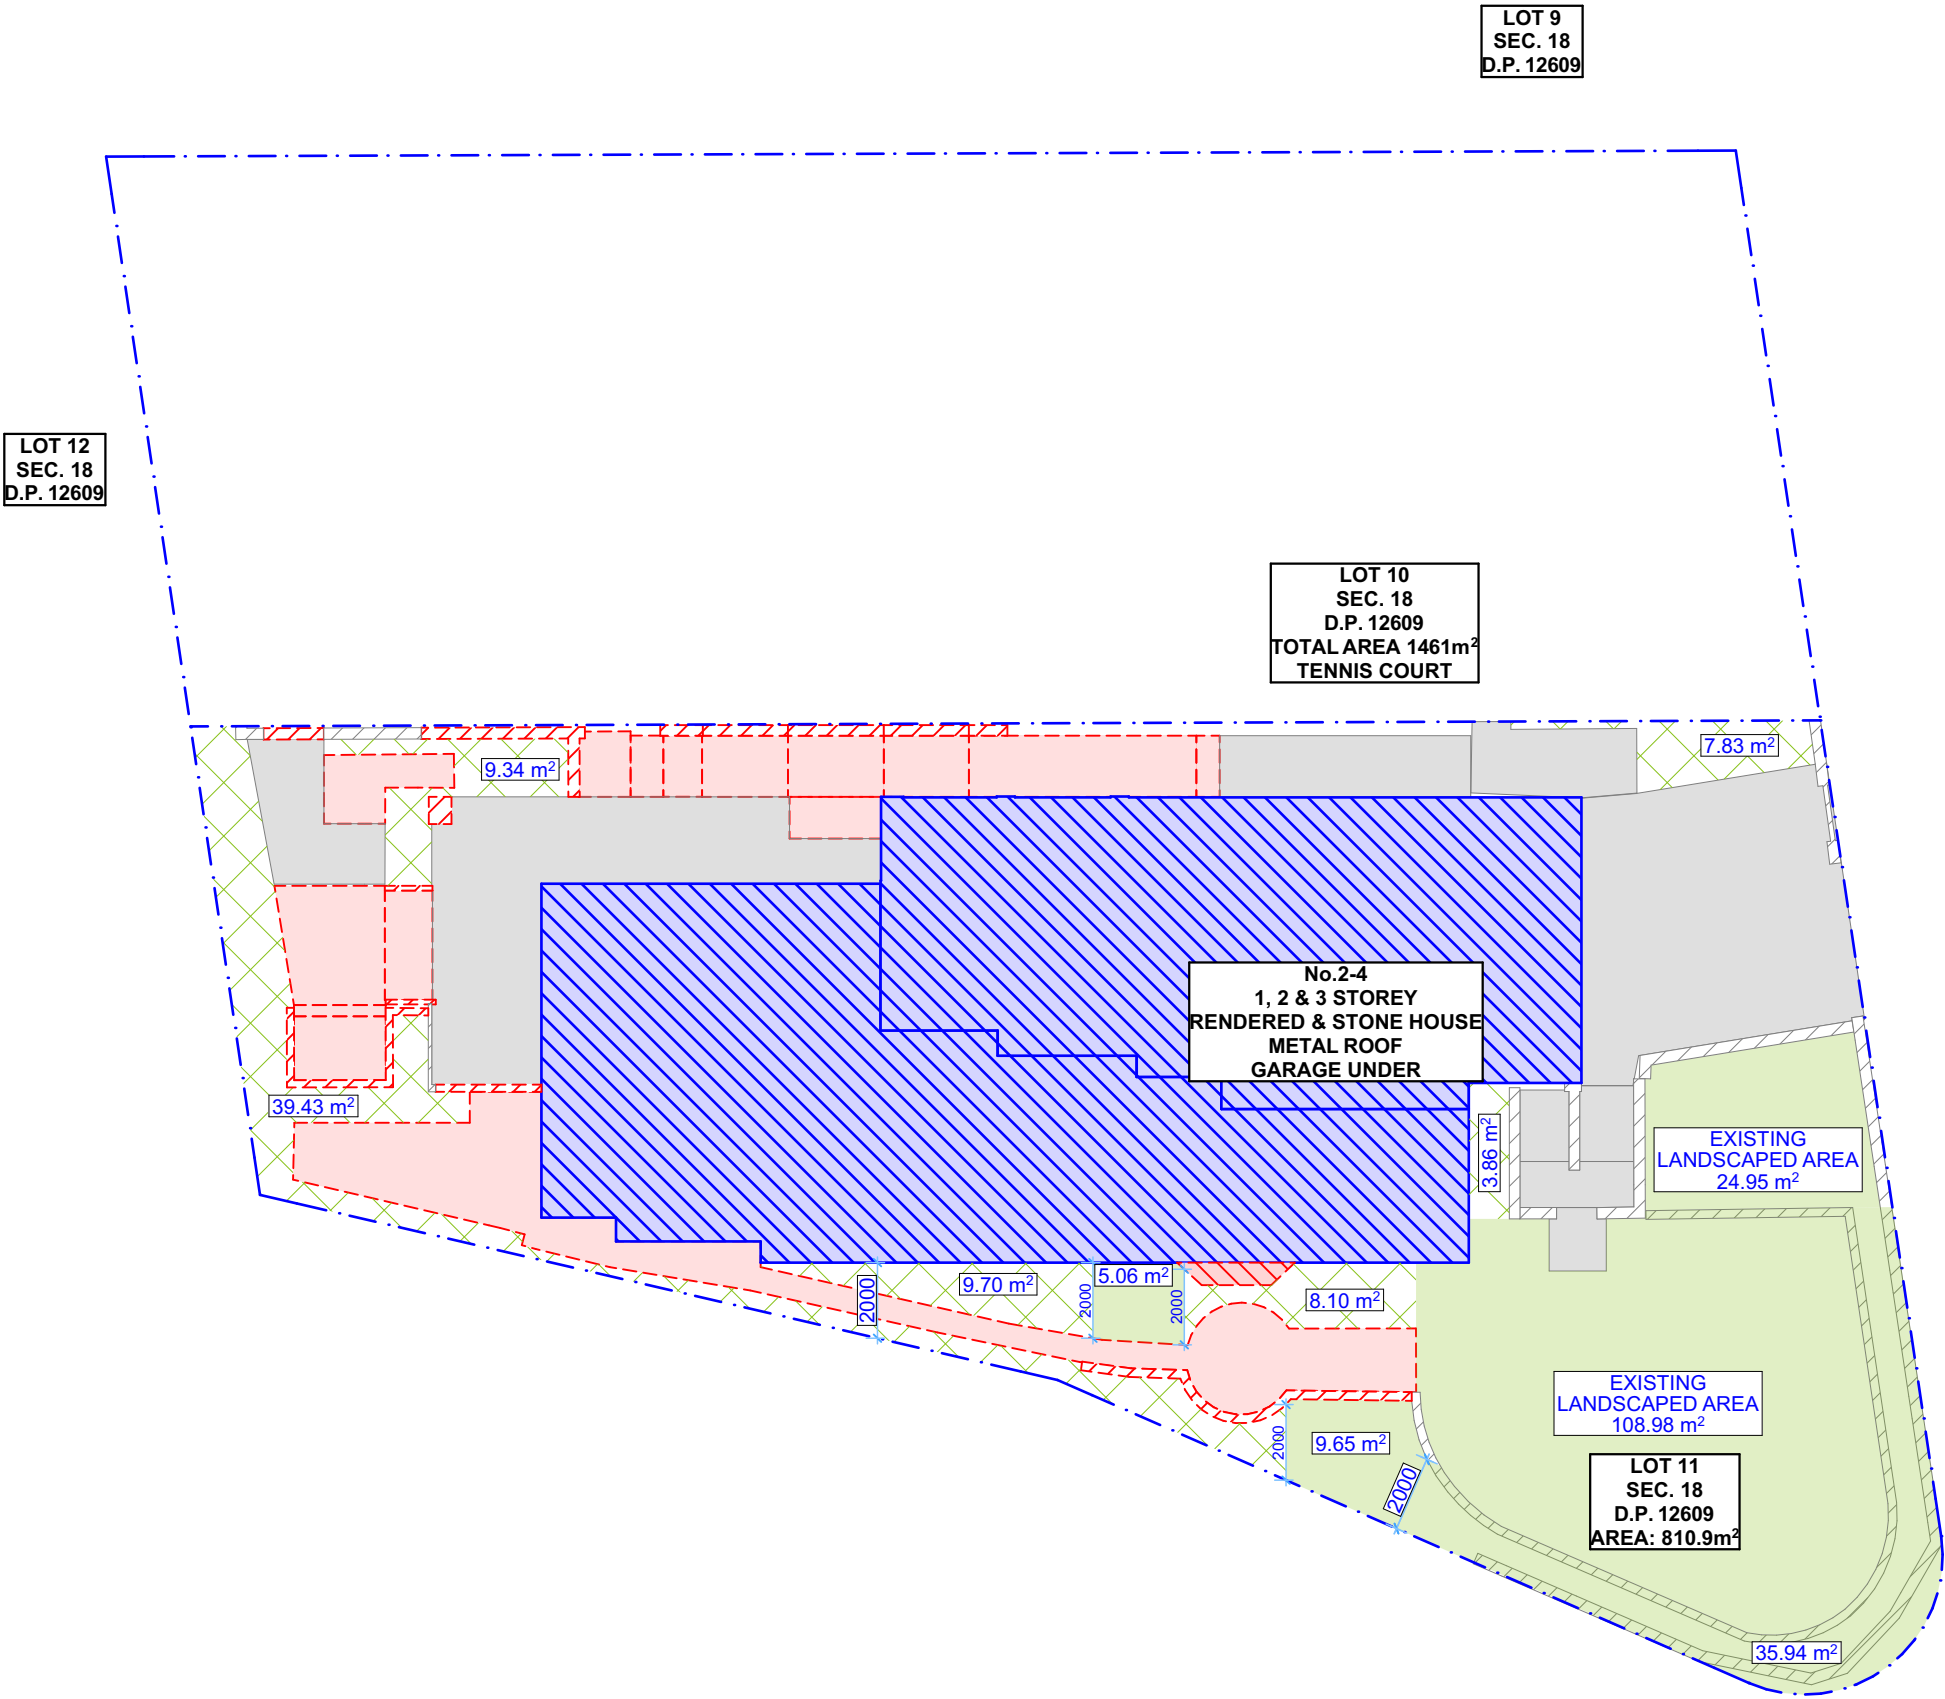 LOT 9
SEC. 18
D.P. 12609
LOT 12
SEC. 18
D.P. 12609
LOT 10
SEC. 18
D.P. 12609
TOTAL AREA 1461m²
TENNIS COURT
7.83 m²
9.34 m²
No.2-4
1, 2 & 3 STOREY
RENDERED & STONE HOUSE
METAL ROOF
GARAGE UNDER
39.43 m²
3.86 m²
EXISTING
LANDSCAPED AREA
24.95 m²
2000
9.70 m²
2000
5.06 m²
2000
8.10 m²
EXISTING
LANDSCAPED AREA
108.98 m²
2000
9.65 m²
2000
LOT 11
SEC. 18
D.P. 12609
AREA: 810.9m²
35.94 m²